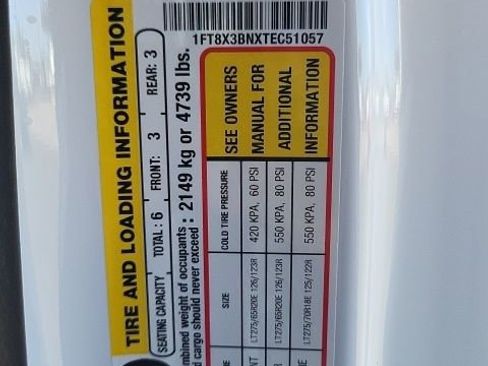 TIRE AND LOADING INFORMATION
SEATING CAPACITY TOTAL : 6 FRONT: 3 REAR: 3
mbined weight of occupants :
d cargo should never exceed : 2149 kg or 4739 lbs.
SIZE COLD TIRE PRESSURE SEE OWNERS
LT275/65R20E 126/123R 420 KPA, 60 PSI MANUAL FOR
LT275/65R20E 126/123R 550 KPA, 80 PSI ADDITIONAL
LT275/70R18E 125/122R 550 KPA, 80 PSI INFORMATION
1FT8X3BNXTEC51057